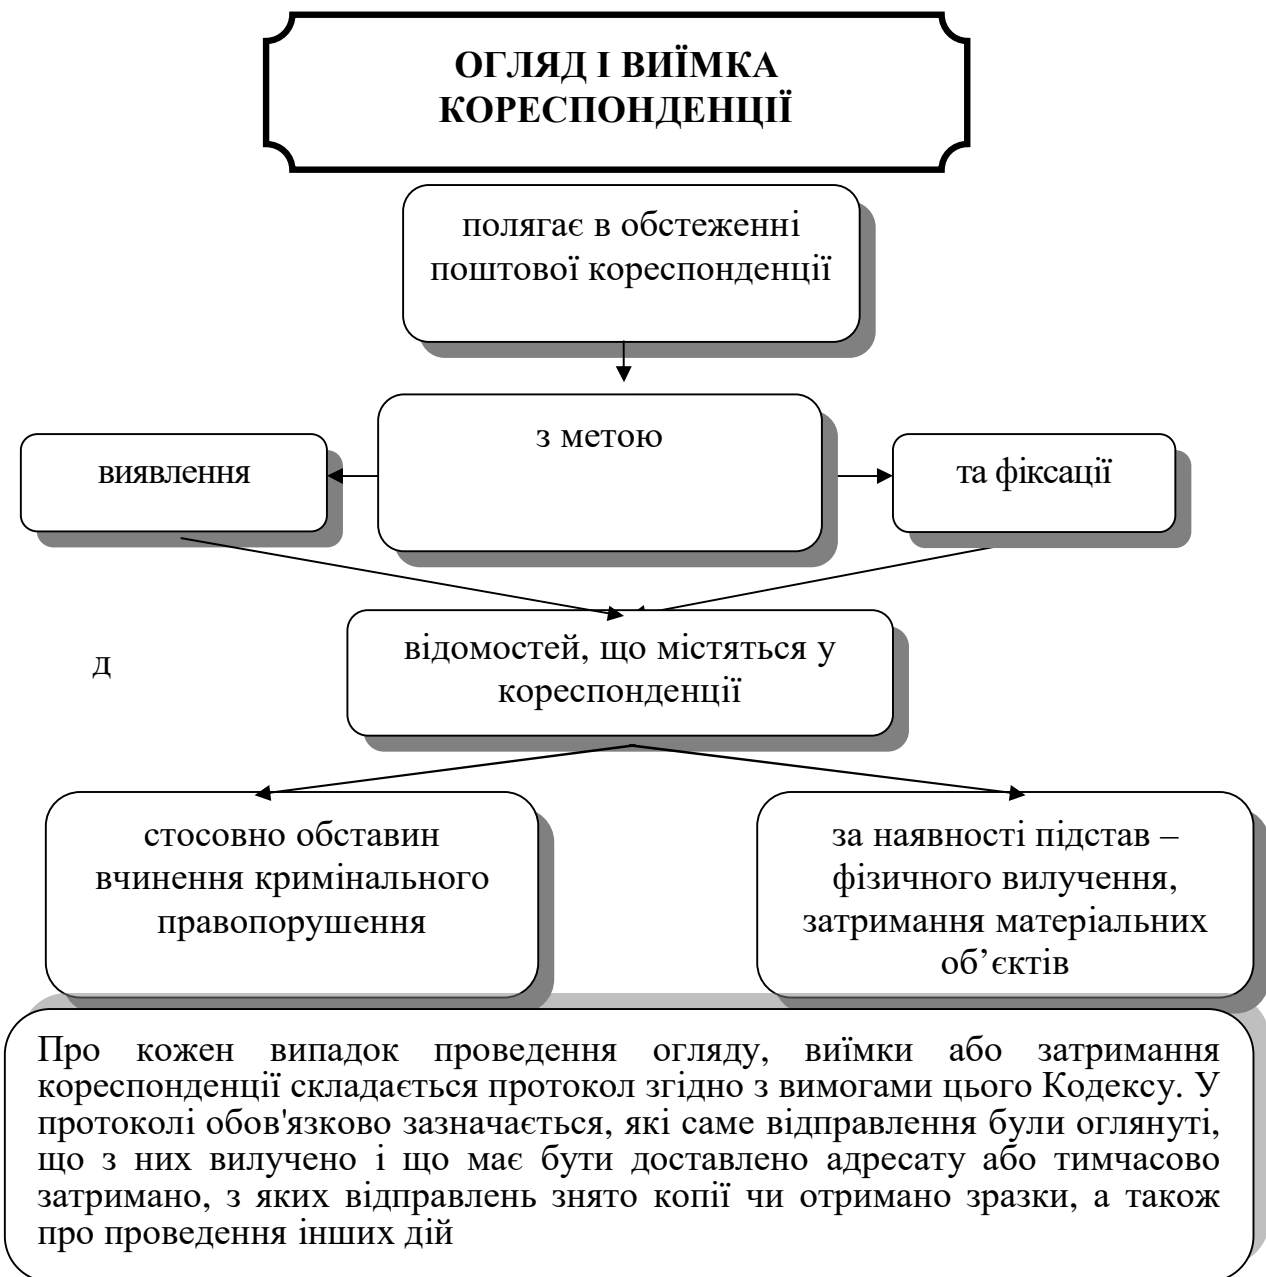 ОГЛЯД І ВИЇМКА
КОРЕСПОНДЕНЦІЇ
полягає в обстеженні
поштової кореспонденції
з метою
виявлення
та фіксації
відомостей, що містяться у
кореспонденції
д
стосовно обставин
вчинення кримінального
правопорушення
за наявності підстав –
фізичного вилучення,
затримання матеріальних
об’єктів
Про кожен випадок проведення огляду, виїмки або затримання
кореспонденції складається протокол згідно з вимогами цього Кодексу. У
протоколі обов'язково зазначається, які саме відправлення були оглянуті,
що з них вилучено і що має бути доставлено адресату або тимчасово
затримано, з яких відправлень знято копії чи отримано зразки, а також
про проведення інших дій